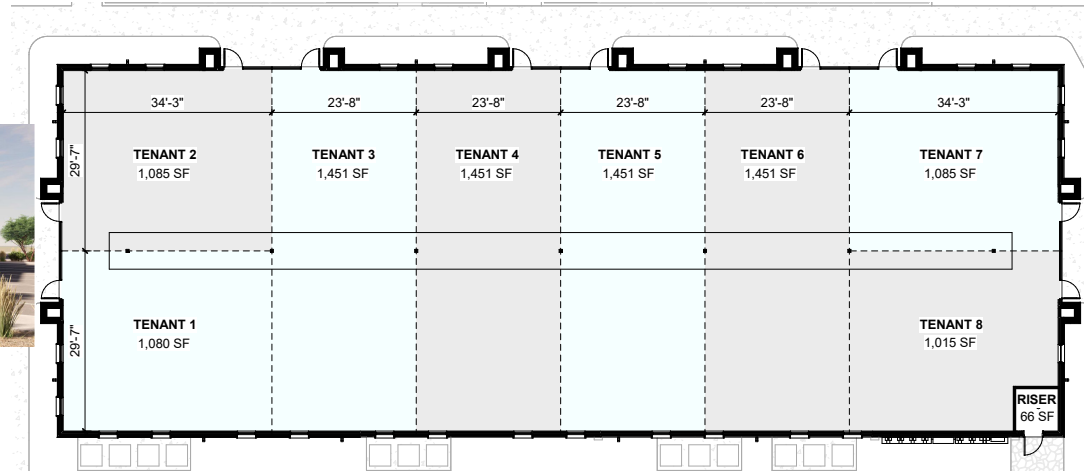 34'-3"
23'-8"
23'-8"
23'-8"
23'-8"
34'-3"
29'-7"
TENANT 2
1,085 SF
TENANT 3
1,451 SF
TENANT 4
1,451 SF
TENANT 5
1,451 SF
TENANT 6
1,451 SF
TENANT 7
1,085 SF
29'-7"
TENANT 1
1,080 SF
TENANT 8
1,015 SF
RISER
-
66 SF